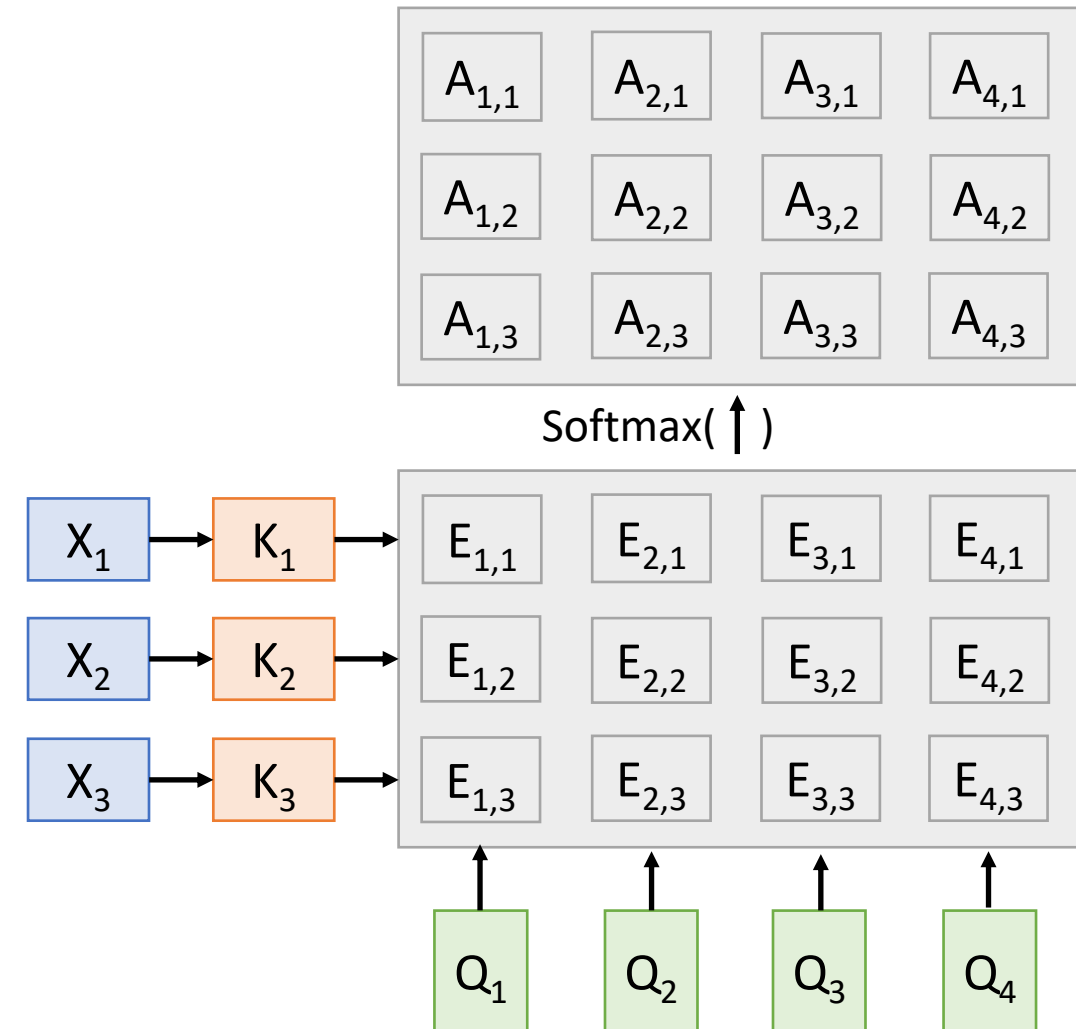 A1,1 A2,1 A3,1 A4,1
A1,2 A2,2 A3,2 A4,2
A1,3 A2,3 A3,3 A4,3
Softmax( ↑ )
X1 K1 E1,1 E2,1 E3,1 E4,1
X2 K2 E1,2 E2,2 E3,2 E4,2
X3 K3 E1,3 E2,3 E3,3 E4,3
Q1 Q2 Q3 Q4